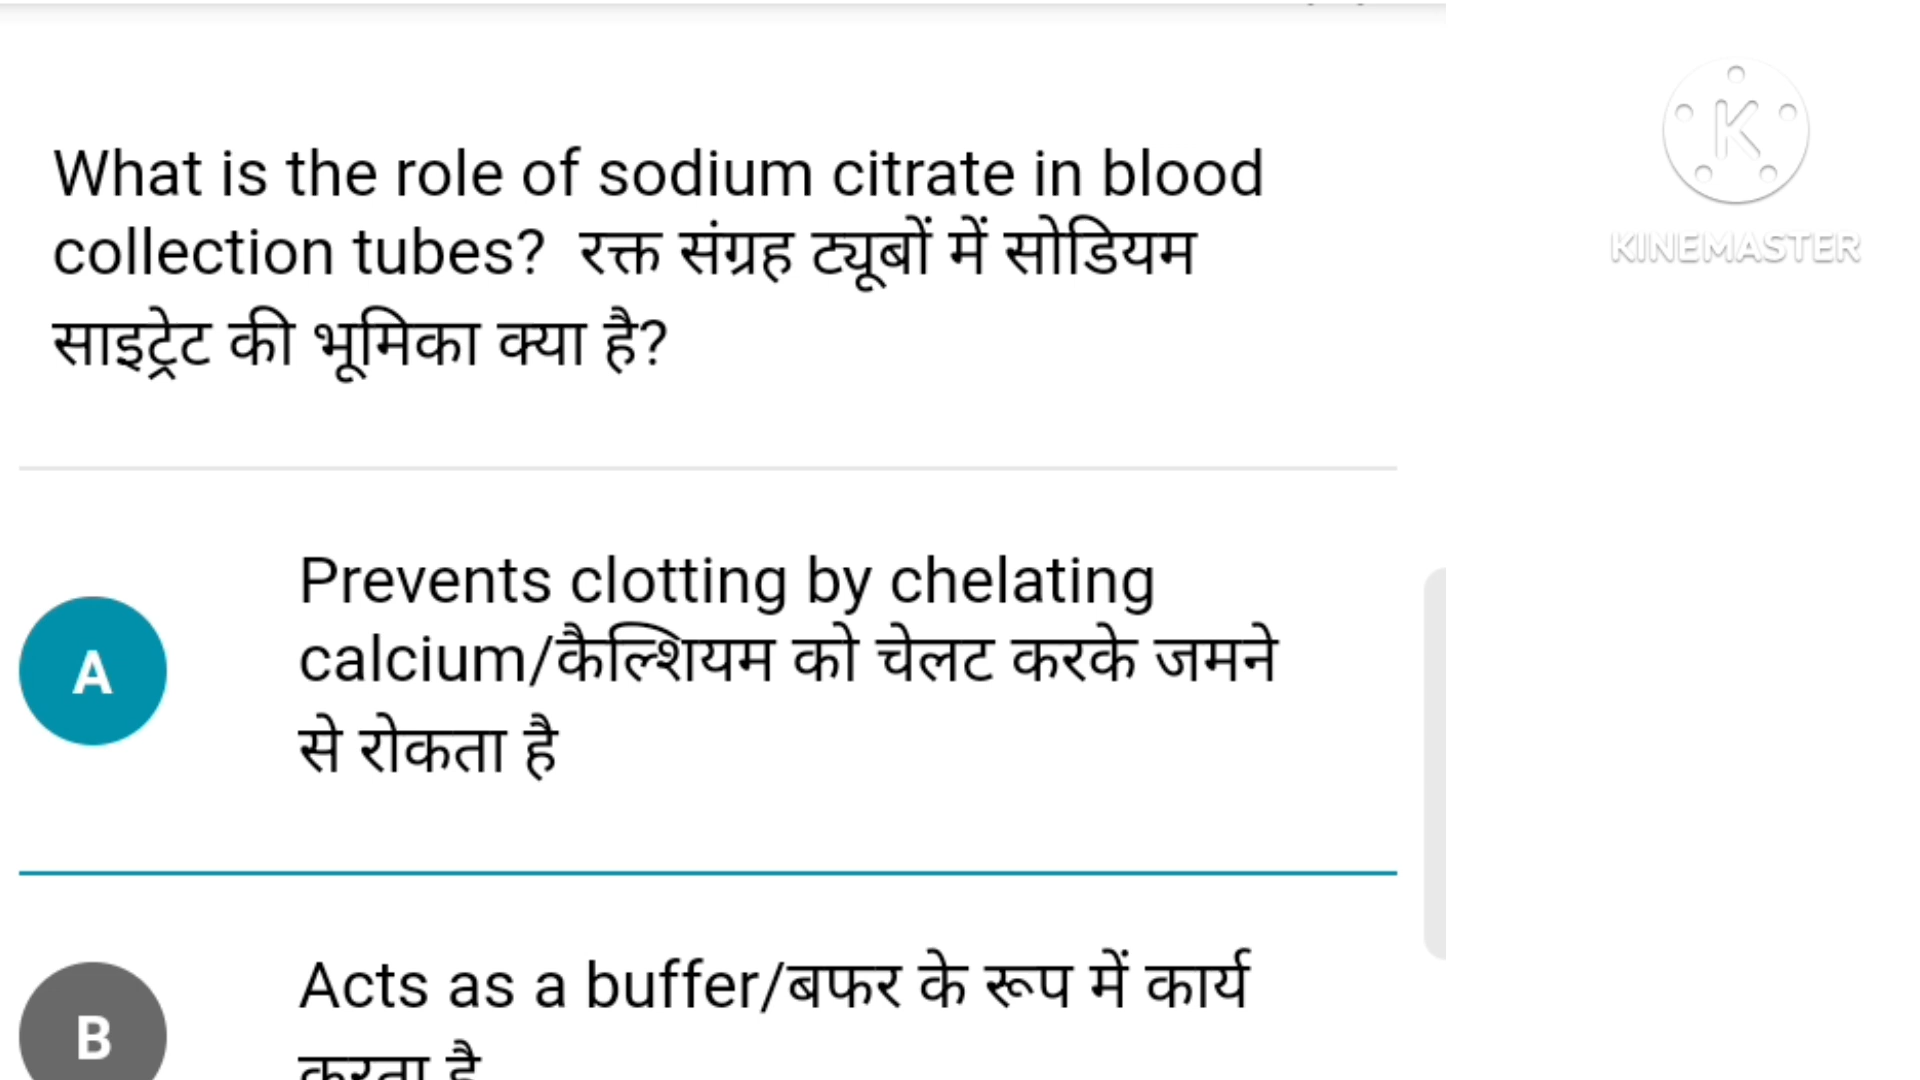 What is the role of sodium citrate in blood
collection tubes? रक्त संग्रह ट्यूबों में सोडियम
साइट्रेट की भूमिका क्या है?
A
Prevents clotting by chelating
calcium/कैल्शियम को चेलट करके जमने
से रोकता है
B
Acts as a buffer/बफर के रूप में कार्य
करता है
K
KINEMASTER